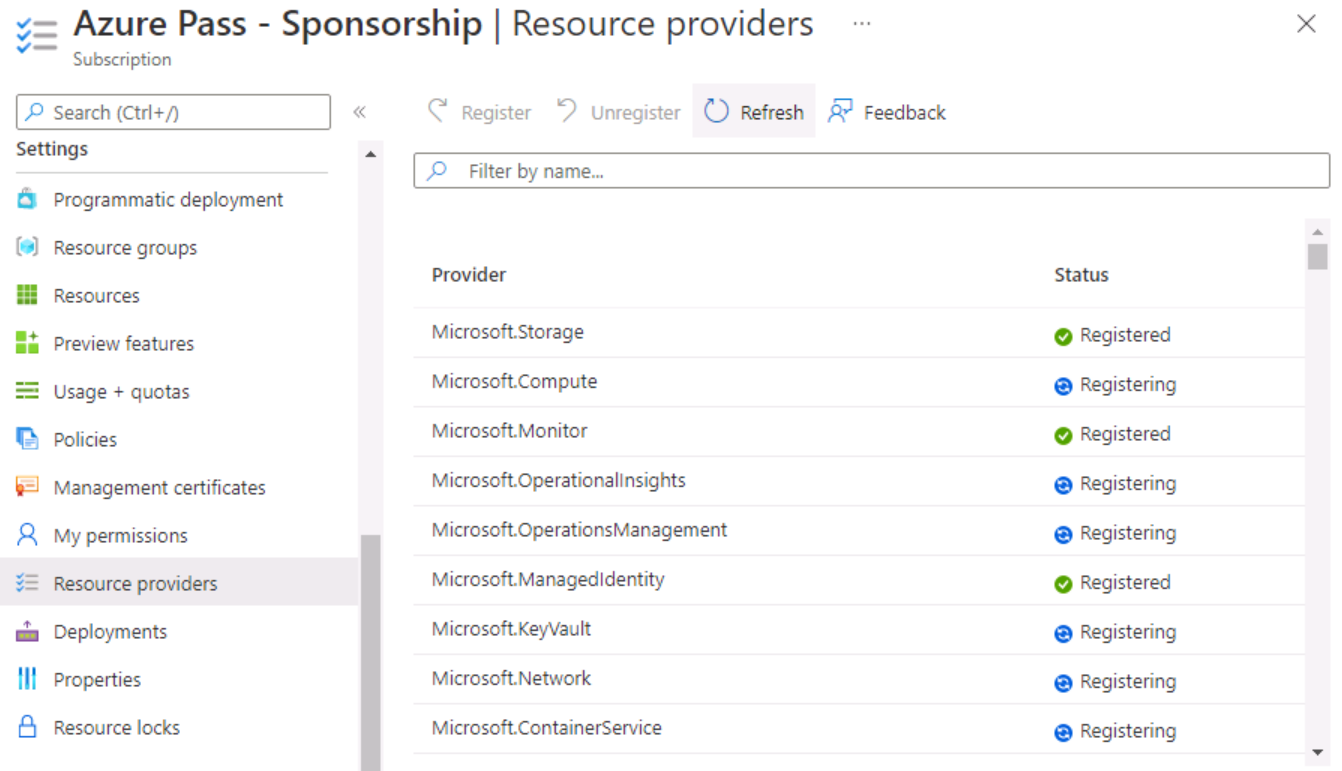 Azure Pass - Sponsorship | Resource providers ...
Subscription
Search (Ctrl+/) «
Register Unregister Refresh Feedback
Settings
Programmatic deployment
Resource groups
Resources
Preview features
Usage + quotas
Policies
Management certificates
My permissions
Resource providers
Deployments
Properties
Resource locks
Filter by name...
Provider Status
Microsoft.Storage Registered
Microsoft.Compute Registering
Microsoft.Monitor Registered
Microsoft.OperationalInsights Registering
Microsoft.OperationsManagement Registering
Microsoft.ManagedIdentity Registered
Microsoft.KeyVault Registering
Microsoft.Network Registering
Microsoft.ContainerService Registering